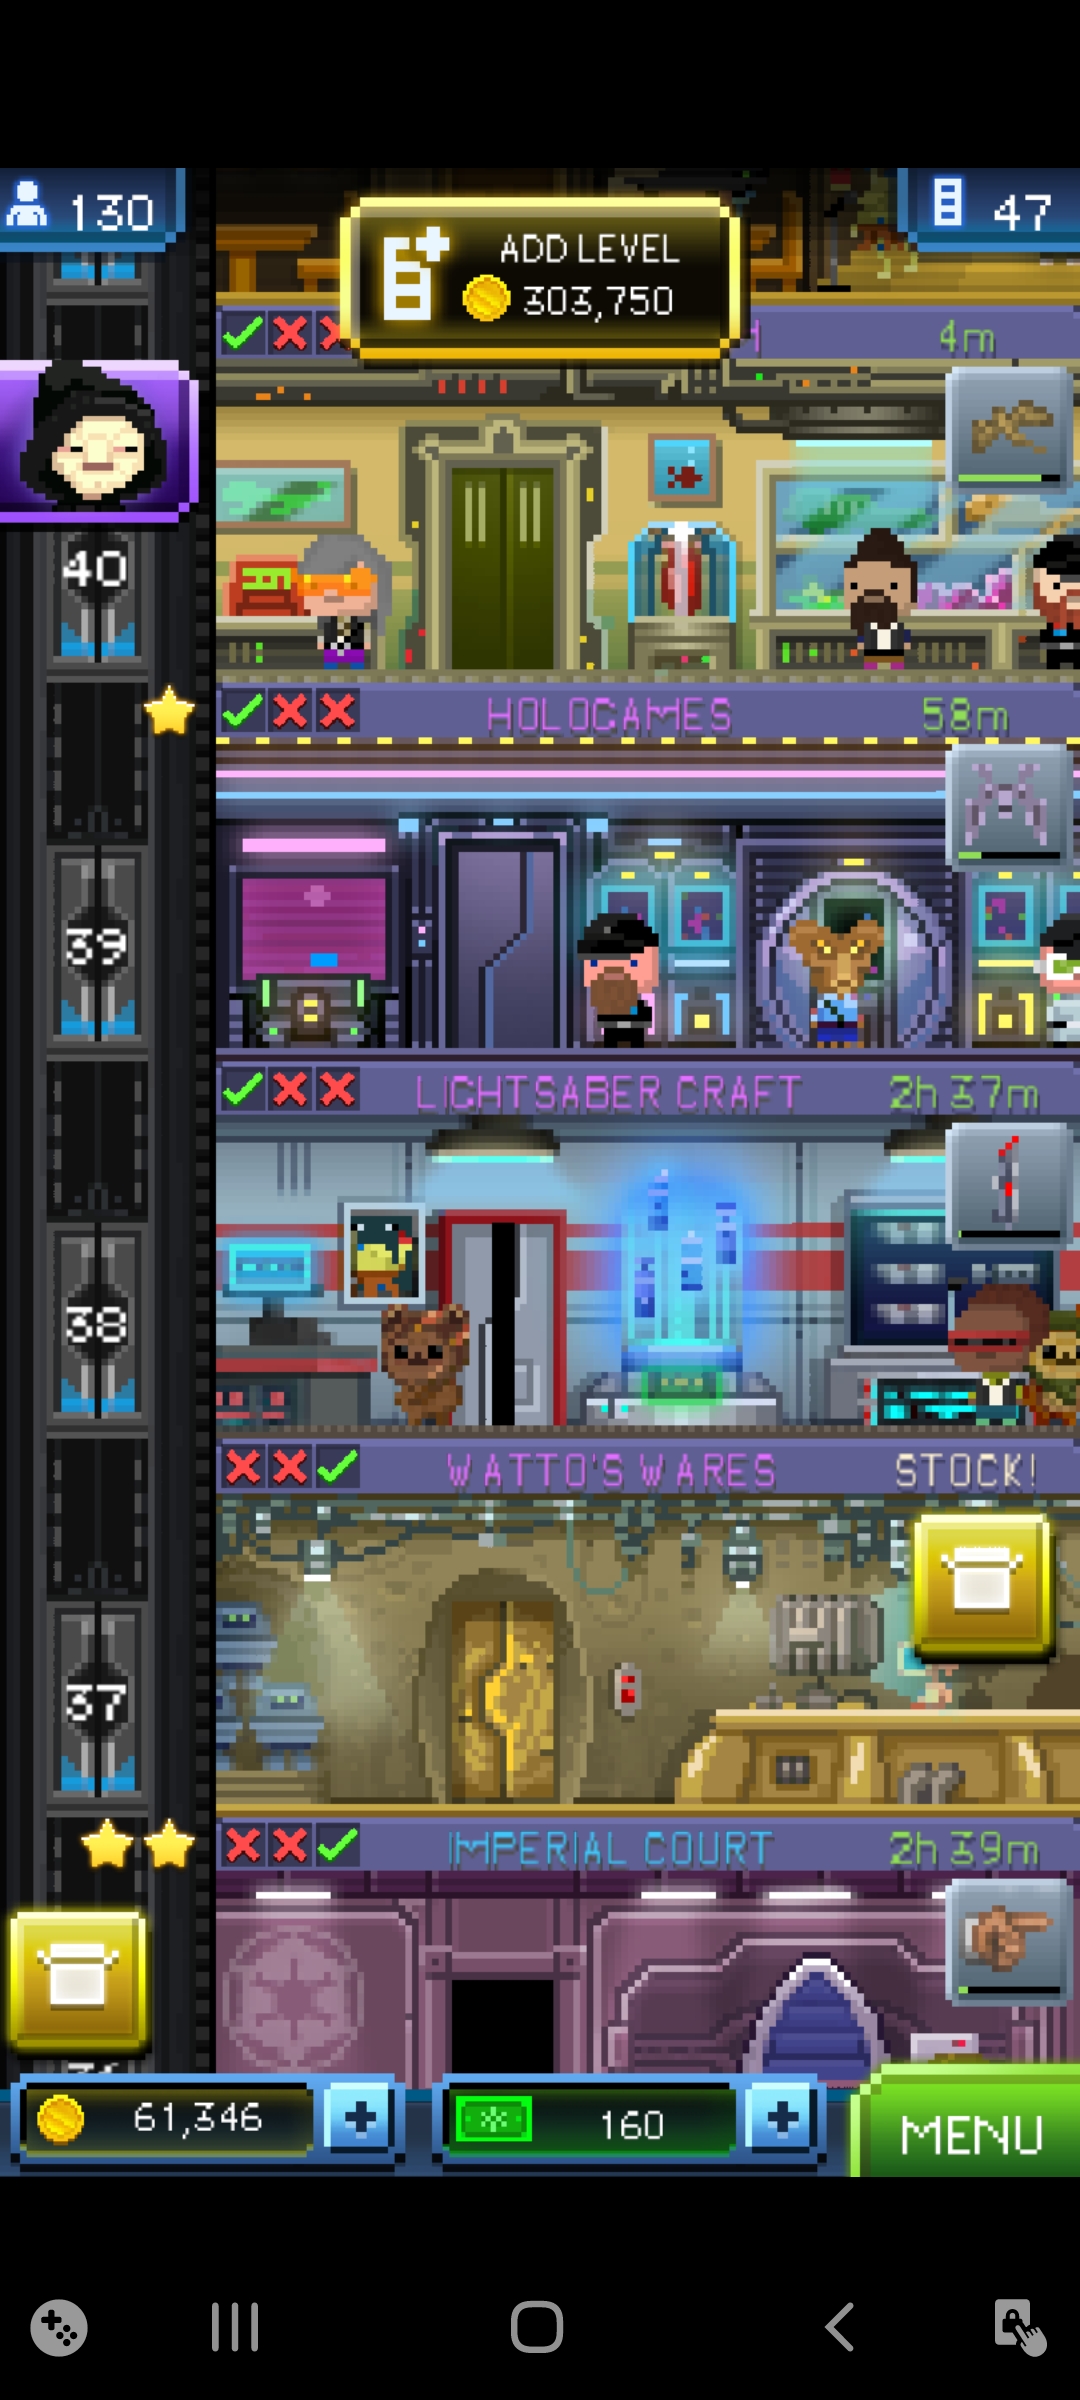 130
47
ADD LEVEL
303,750
4m
40
HOLOGAMES 58m
39
LIGHTSABER CRAFT 2h 37m
38
WATTO'S WARES STOCK!
37
IMPERIAL COURT 2h 39m
61,346
160
MENU